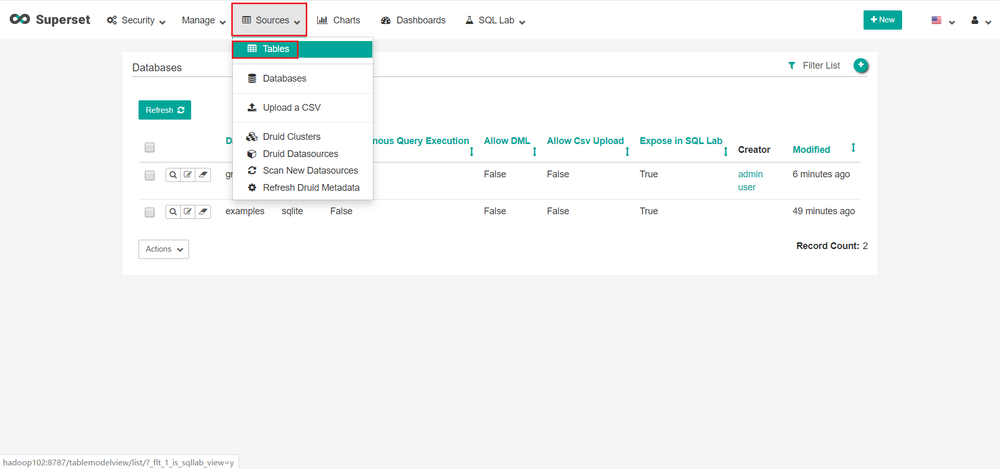 Superset Security Manage Sources Charts Dashboards SQL Lab New
Tables
Databases
Upload a CSV
Druid Clusters
Druid Datasources
Scan New Datasources
Refresh Druid Metadata
Databases Filter List
Refresh
nous Query Execution Allow DML Allow Csv Upload Expose in SQL Lab Creator Modified
False False True admin user 6 minutes ago
examples sqlite False False False True 49 minutes ago
Actions
Record Count: 2
hadoop102:8787/tablemodelview/list/?_flt_1_is_sqllab_view=y